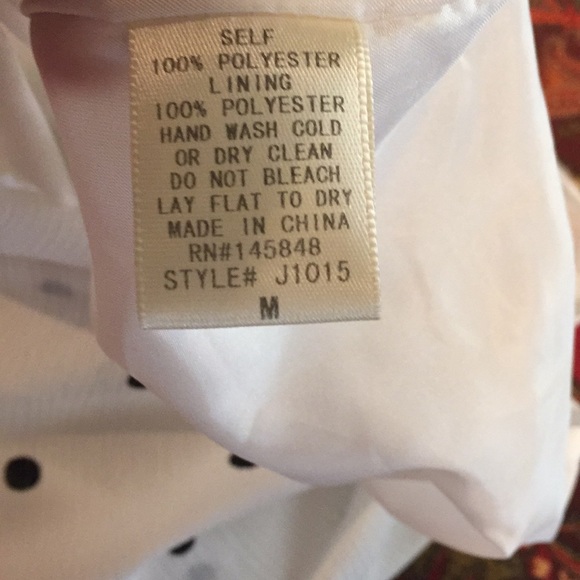 SELF
100% POLYESTER
LINING
100% POLYESTER
HAND WASH COLD
OR DRY CLEAN
DO NOT BLEACH
LAY FLAT TO DRY
MADE IN CHINA
RN#145848
STYLE# J1015
M